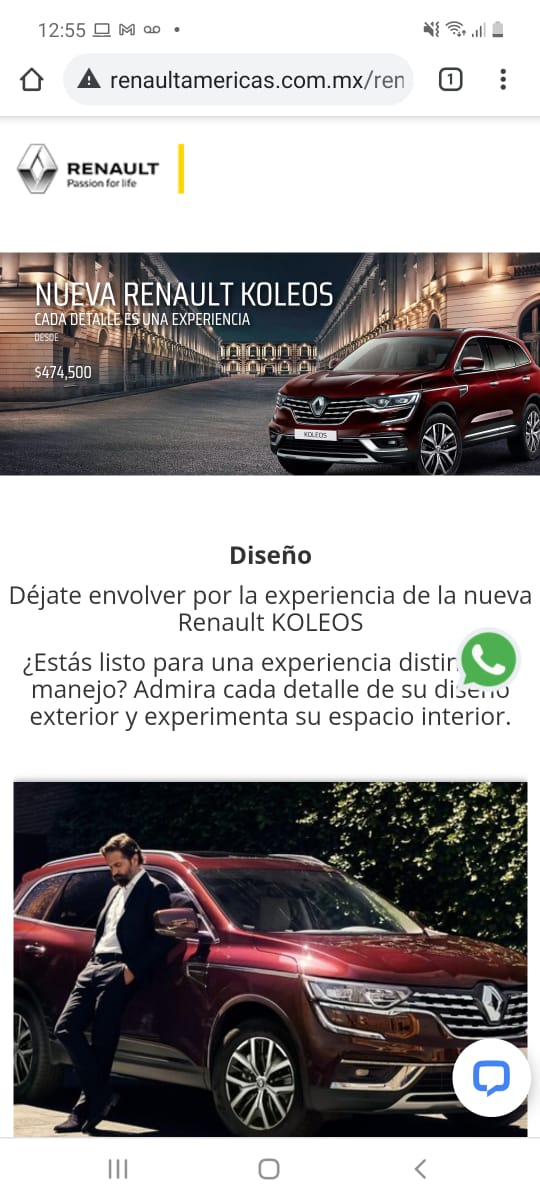 12:55
renaultamericas.com.mx/ren
1
RENAULT
Passion for life
NUEVA RENAULT KOLEOS
CADA DETALLE ES UNA EXPERIENCIA
DESDE
$474,500
KOLEOS
Diseño
Déjate envolver por la experiencia de la nueva
Renault KOLEOS
¿Estás listo para una experiencia
manejo? Admira cada detalle de su diseño
exterior y experimenta su espacio interior.